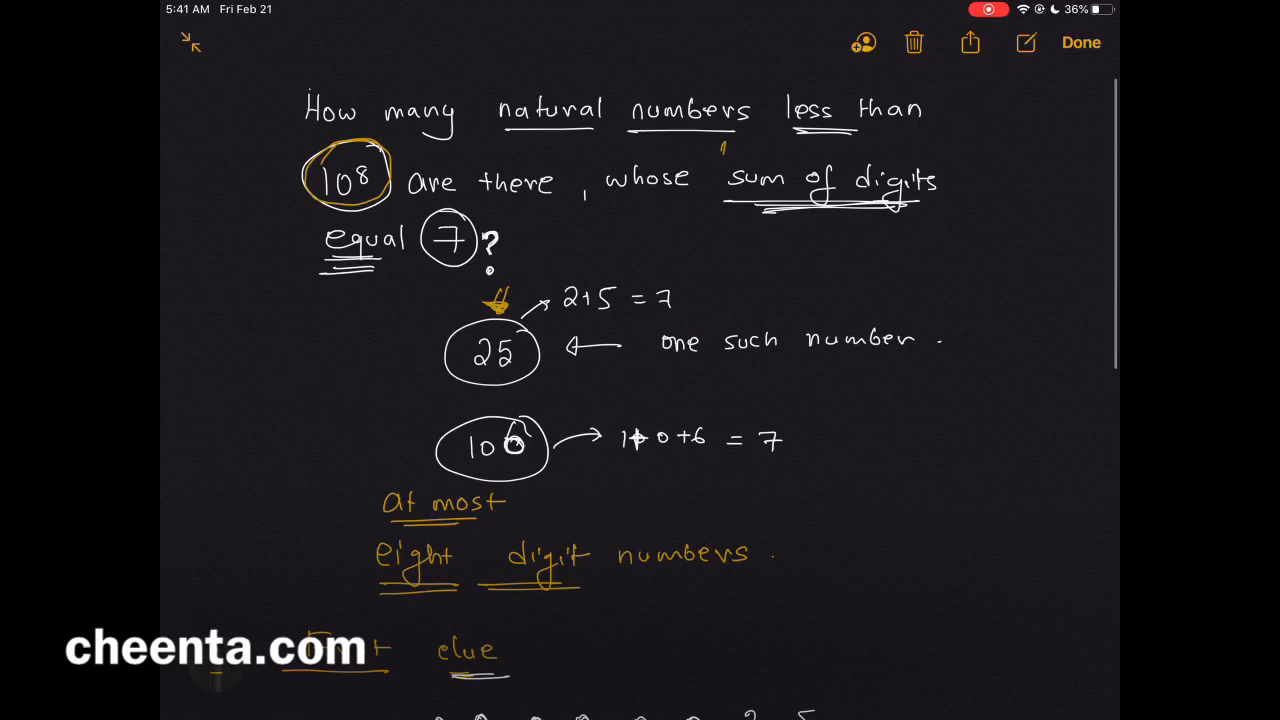 5:41 AM Fri Feb 21
36%
Done
How many natural numbers less than
10⁸ are there, whose sum of digits
equal 7?
2+5 = 7
25 ← one such number.
106 → 1+0+6 = 7
at most
eight digit numbers.
clue
cheenta.com